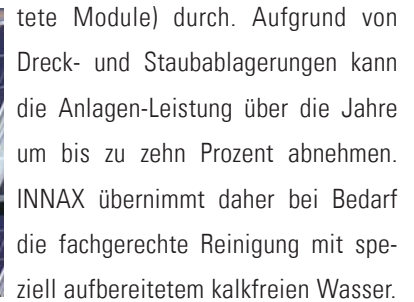 tete Module) durch. Aufgrund von
Dreck- und Staubablagerungen kann
die Anlagen-Leistung über die Jahre
um bis zu zehn Prozent abnehmen.
INNAX übernimmt daher bei Bedarf
die fachgerechte Reinigung mit spe-
ziell aufbereitetem kalkfreien Wasser.